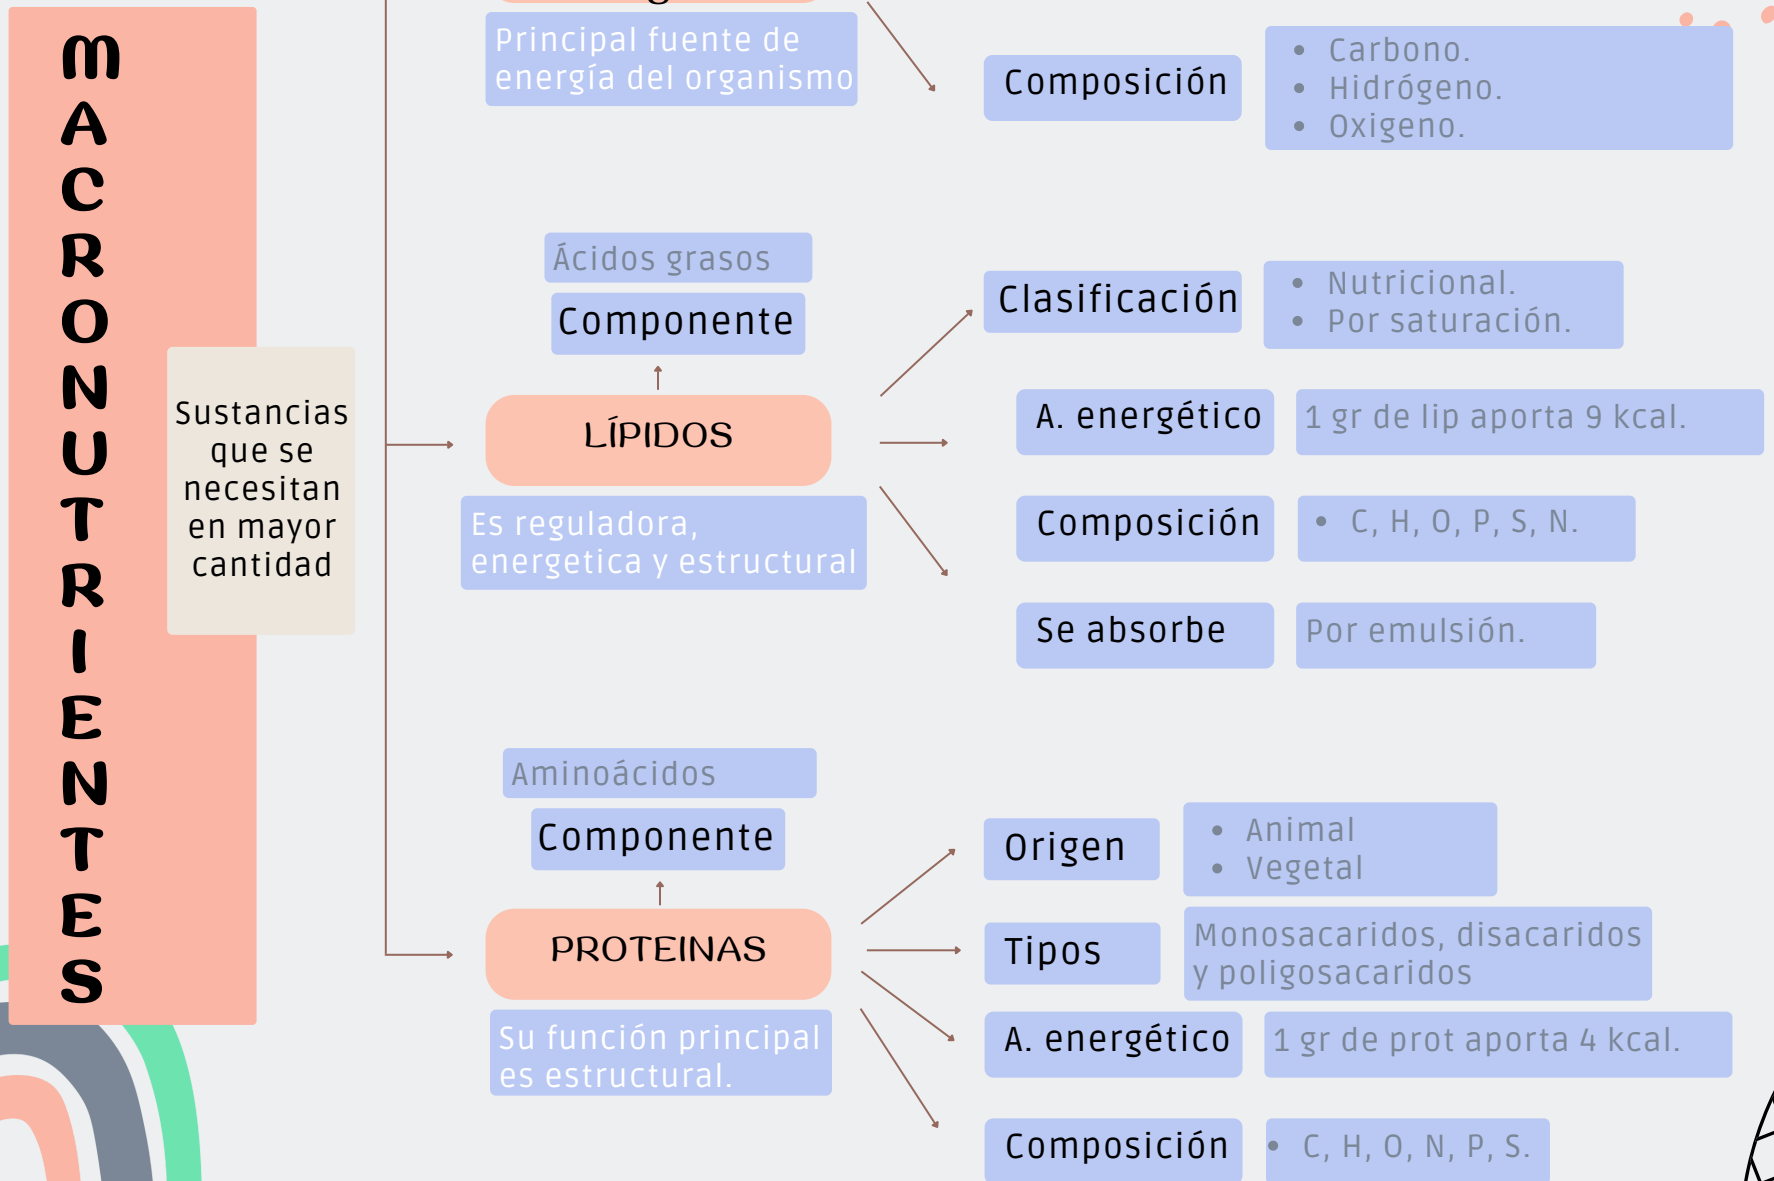 MACRONUTRIENTES
Sustancias
que se
necesitan
en mayor
cantidad
Principal fuente de
energía del organismo
Composición
• Carbono.
• Hidrógeno.
• Oxigeno.
Ácidos grasos
Componente
LÍPIDOS
Es reguladora,
energetica y estructural
Clasificación
• Nutricional.
• Por saturación.
A. energético
1 gr de lip aporta 9 kcal.
Composición
• C, H, O, P, S, N.
Se absorbe
Por emulsión.
Aminoácidos
Componente
PROTEINAS
Su función principal
es estructural.
Origen
• Animal
• Vegetal
Tipos
Monosacaridos, disacaridos
y poligosacaridos
A. energético
1 gr de prot aporta 4 kcal.
Composición
• C, H, O, N, P, S.